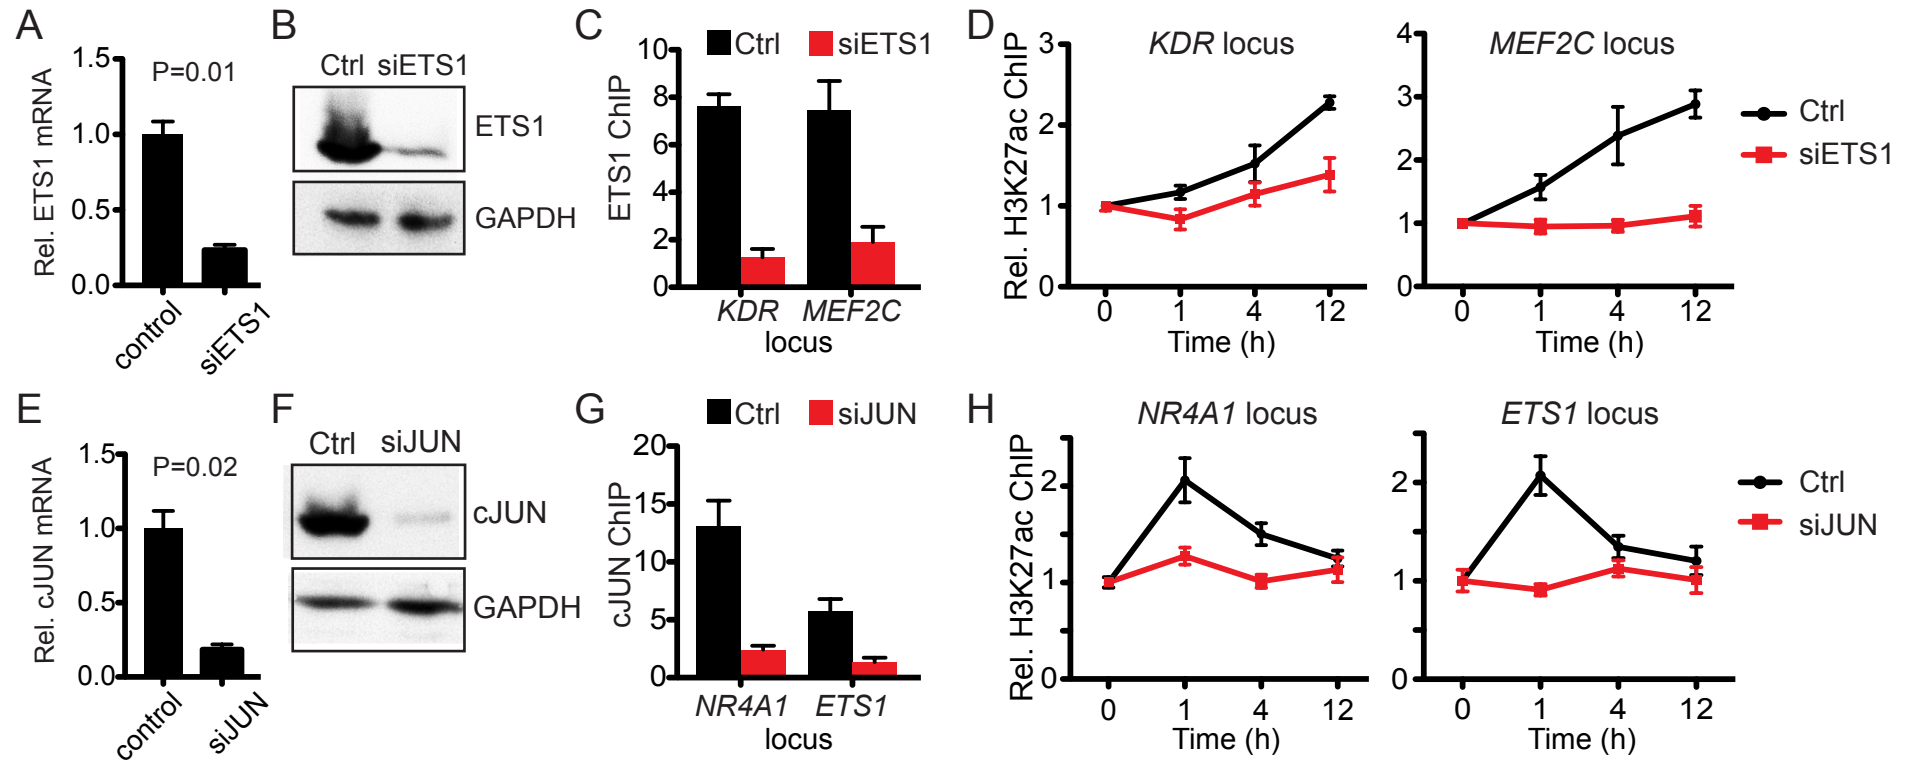 A
1.5
1.0
0.5
0.0
Rel. ETS1 mRNA
P=0.01
control
siETS1
B
Ctrl siETS1
ETS1
GAPDH
C
Ctrl siETS1
10
8
6
4
2
0
ETS1 ChIP
KDR MEF2C
locus
D
KDR locus
3
2
1
0
Rel. H3K27ac ChIP
0 1 4 12
Time (h)
MEF2C locus
4
3
2
1
0
0 1 4 12
Time (h)
Ctrl
siETS1
E
1.5
1.0
0.5
0.0
Rel. cJUN mRNA
P=0.02
control
siJUN
F
Ctrl siJUN
cJUN
GAPDH
G
Ctrl siJUN
20
15
10
5
0
cJUN ChIP
NR4A1 ETS1
locus
H
NR4A1 locus
2
1
0
Rel. H3K27ac ChIP
0 1 4 12
Time (h)
ETS1 locus
2
1
0
0 1 4 12
Time (h)
Ctrl
siJUN